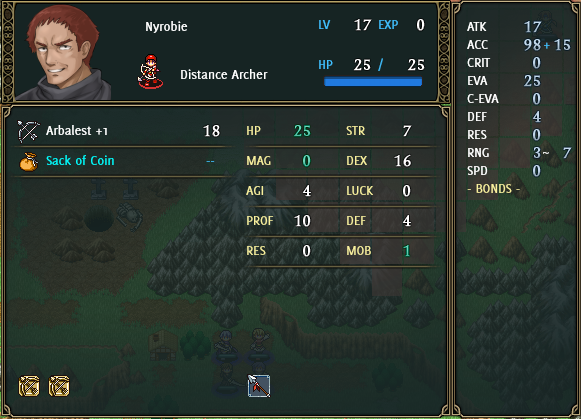 Nyrobie
LV 17 EXP 0
Distance Archer
HP 25 / 25
Arbalest +1 18
Sack of Coin --
HP 25 STR 7
MAG 0 DEX 16
AGI 4 LUCK 0
PROF 10 DEF 4
RES 0 MOB 1
ATK 17
ACC 98 + 15
CRIT 0
EVA 25
C-EVA 0
DEF 4
RES 0
RNG 3~ 7
SPD 0
- BONDS -